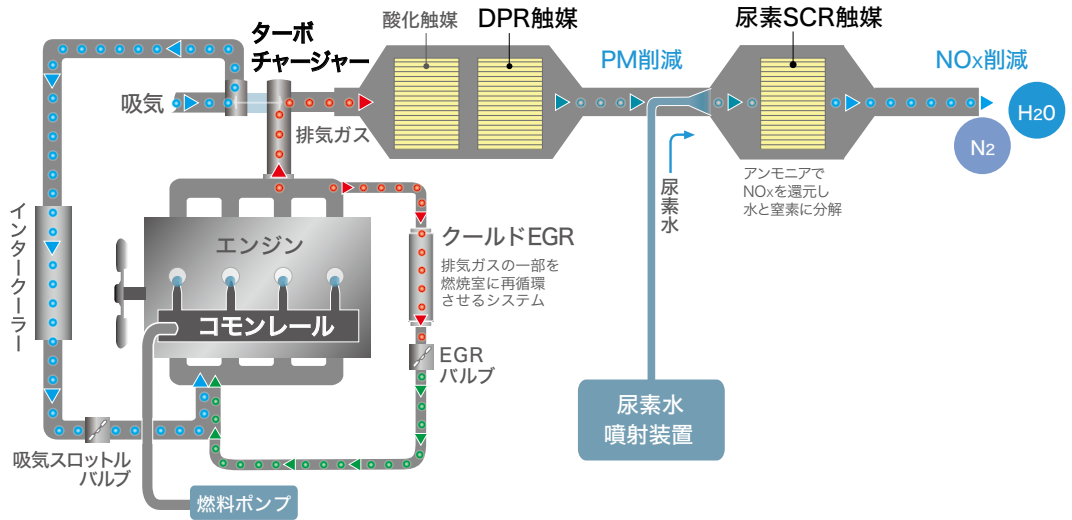 ターボ
チャージャー
酸化触媒
DPR触媒
尿素SCR触媒
PM削減
NOx削減
吸気
排気ガス
H2O
N2
尿素水
アンモニアで
NOxを還元し
水と窒素に分解
インタークーラー
エンジン
クールドEGR
排気ガスの一部を
燃焼室に再循環
させるシステム
コモンレール
EGR
バルブ
尿素水
噴射装置
吸気スロットル
バルブ
燃料ポンプ